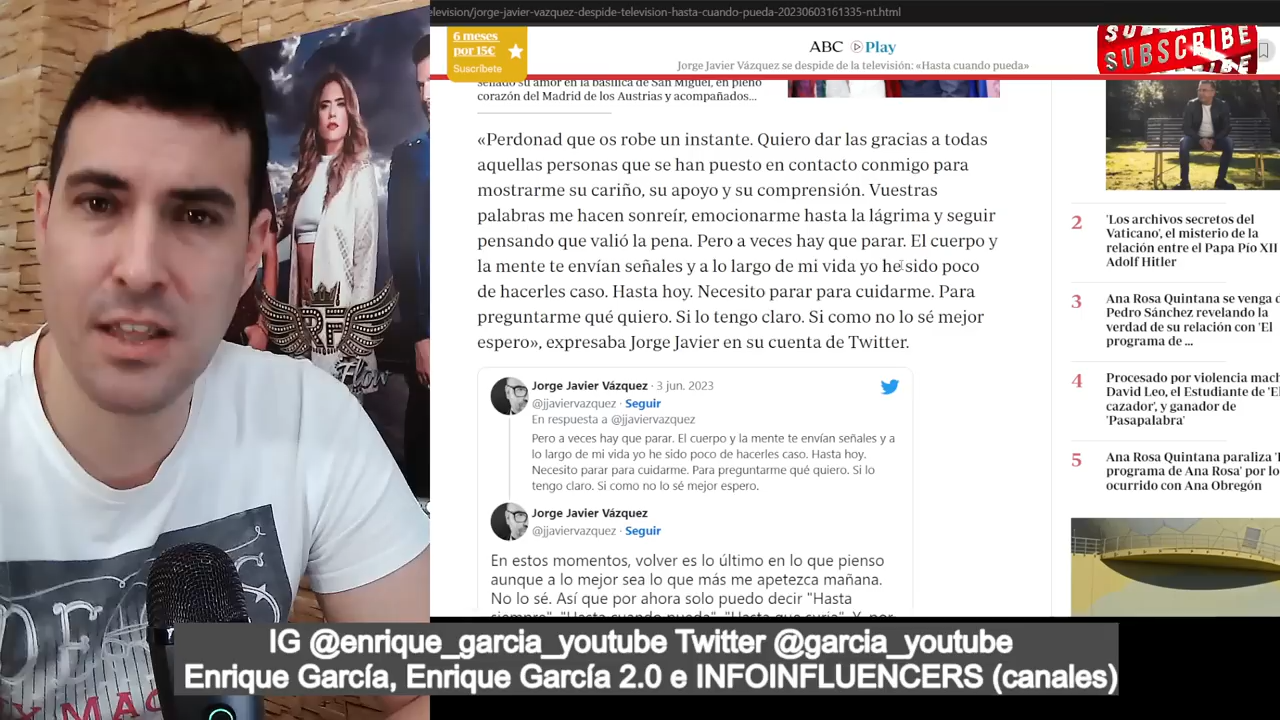 elevision/jorge-javier-vazquez-despide-television-hasta-cuando-pueda-20230603161335-nt.html
6 meses
por 15€
Suscríbete
ABC Play
Jorge Javier Vázquez se despide de la televisión: «Hasta cuando pueda»
SUBSCRIBE
sellado su amor en la basílica de San Miguel, en pleno
corazón del Madrid de los Austrias y acompañados...
«Perdonad que os robe un instante. Quiero dar las gracias a todas
aquellas personas que se han puesto en contacto conmigo para
mostrarme su cariño, su apoyo y su comprensión. Vuestras
palabras me hacen sonreír, emocionarme hasta la lágrima y seguir
pensando que valió la pena. Pero a veces hay que parar. El cuerpo y
la mente te envían señales y a lo largo de mi vida yo he sido poco
de hacerles caso. Hasta hoy. Necesito parar para cuidarme. Para
preguntarme qué quiero. Si lo tengo claro. Si como no lo sé mejor
espero», expresaba Jorge Javier en su cuenta de Twitter.
Jorge Javier Vázquez · 3 jun. 2023
@jjaviervazquez · Seguir
En respuesta a @jjaviervazquez
Pero a veces hay que parar. El cuerpo y la mente te envían señales y a
lo largo de mi vida yo he sido poco de hacerles caso. Hasta hoy.
Necesito parar para cuidarme. Para preguntarme qué quiero. Si lo
tengo claro. Si como no lo sé mejor espero.
Jorge Javier Vázquez
@jjaviervazquez · Seguir
En estos momentos, volver es lo último en lo que pienso
aunque a lo mejor sea lo que más me apetezca mañana.
No lo sé. Así que por ahora solo puedo decir "Hasta
siempre", "Hasta cuando pueda", "Hasta que surja". Y, por
2
'Los archivos secretos del
Vaticano', el misterio de la
relación entre el Papa Pío XII
Adolf Hitler
3
Ana Rosa Quintana se venga d
Pedro Sánchez revelando la
verdad de su relación con 'El
programa de ...
4
Procesado por violencia mach
David Leo, el Estudiante de 'El
cazador', y ganador de
'Pasapalabra'
5
Ana Rosa Quintana paraliza 'I
programa de Ana Rosa' por lo
ocurrido con Ana Obregón
RF
Flow
IG @enrique_garcia_youtube Twitter @garcia_youtube
Enrique García, Enrique García 2.0 e INFOINFLUENCERS (canales)